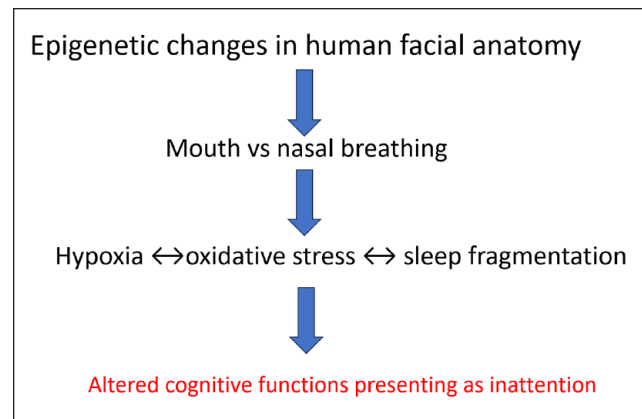 Epigenetic changes in human facial anatomy
Mouth vs nasal breathing
Hypoxia ↔oxidative stress ↔ sleep fragmentation
Altered cognitive functions presenting as inattention